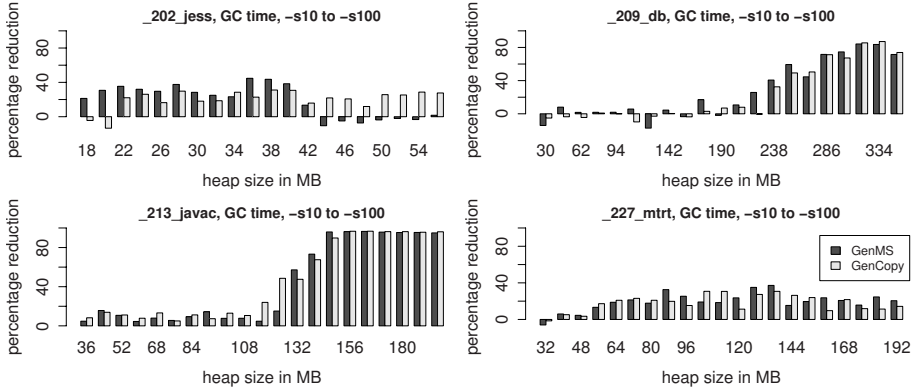 _202_jess, GC time, −s10 to −s100
percentage reduction
0 40 80
18 22 26 30 34 38 42 46 50 54
heap size in MB
_209_db, GC time, −s10 to −s100
percentage reduction
0 40 80
30 62 94 142 190 238 286 334
heap size in MB
_213_javac, GC time, −s10 to −s100
percentage reduction
0 40 80
36 52 68 84 108 132 156 180
heap size in MB
_227_mtrt, GC time, −s10 to −s100
percentage reduction
0 40 80
GenMS
GenCopy
32 48 64 80 96 120 144 168 192
heap size in MB